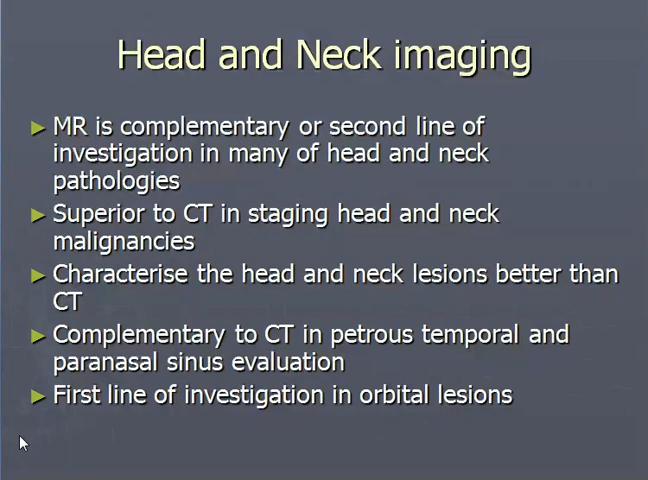 Head and Neck imaging
MR is complementary or second line of
investigation in many of head and neck
pathologies
Superior to CT in staging head and neck
malignancies
Characterise the head and neck lesions better than
CT
Complementary to CT in petrous temporal and
paranasal sinus evaluation
First line of investigation in orbital lesions